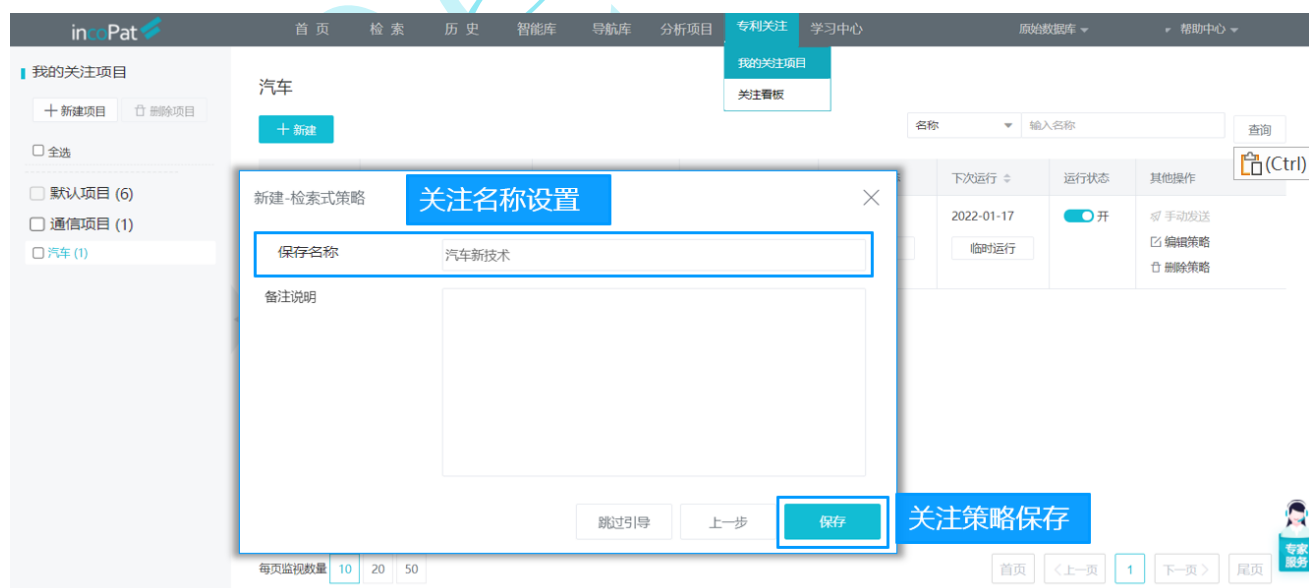 incoPat 首页 检索 历史 智能库 导航库 分析项目 专利关注 学习中心 原始数据库 帮助中心
我的关注项目
关注看板
我的关注项目
新建项目 删除项目
全选
默认项目 (6)
通信项目 (1)
汽车 (1)
汽车
新建
名称 输入名称 查询
(Ctrl)
下次运行 运行状态 其他操作
2022-01-17 开 手动发送
临时运行 编辑策略
删除策略
新建-检索式策略 关注名称设置
保存名称 汽车新技术
备注说明
跳过引导 上一步 保存 关注策略保存
每页监视数量 10 20 50
首页 上一页 1 下一页 尾页
专家
服务